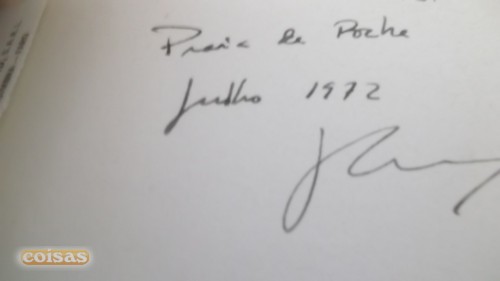 Praia da Rocha
Julho 1972
coisas